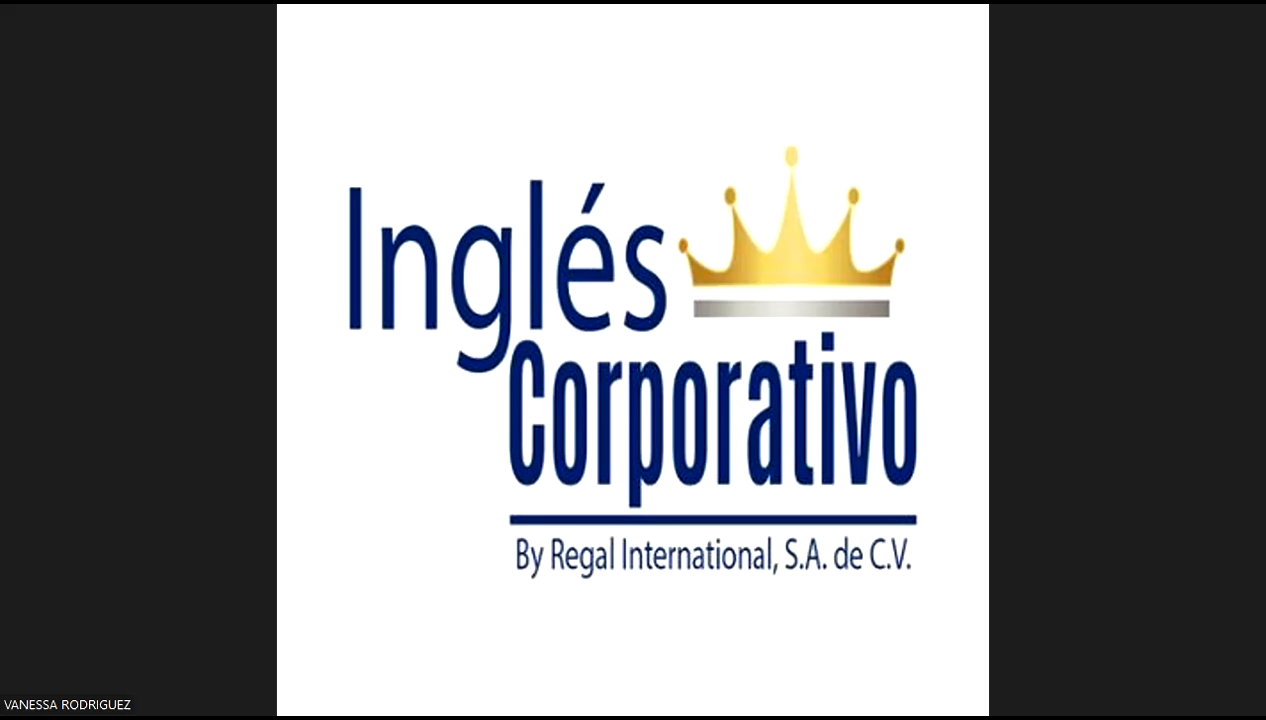 Inglés
Corporativo
By Regal International, S.A. de C.V.
VANESSA RODRIGUEZ